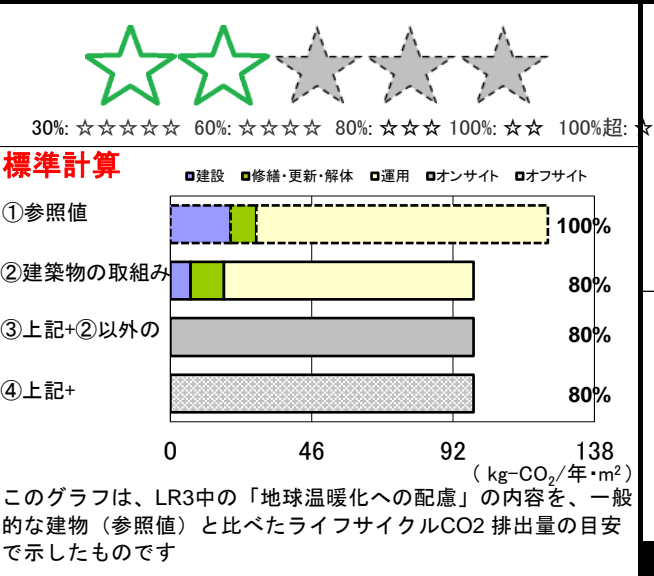 30%: ☆☆☆☆☆ 60%: ☆☆☆☆ 80%: ☆☆☆ 100%: ☆☆ 100%超: ☆
標準計算
建設 修繕・更新・解体 運用 オンサイト オフサイト
①参照値 100%
②建築物の取組み 80%
③上記+②以外の 80%
④上記+ 80%
0 46 92 138
( kg-CO2/年・m2 )
このグラフは、LR3中の「地球温暖化への配慮」の内容を、一般
的な建物（参照値）と比べたライフサイクルCO2 排出量の目安
で示したものです